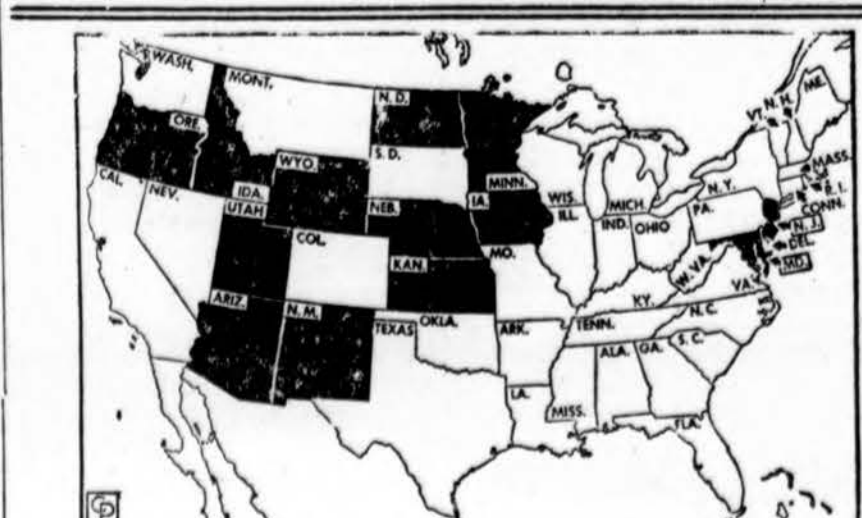 WASH.
MONT.
N. D.
ORE.
S. D.
WYO.
IDA.
MINN.
CAL.
NEV.
UTAH
NEB.
IA.
WIS.
MICH.
ILL.
IND.
OHIO
PA.
N. Y.
VT.
N. H.
ME.
MASS.
R. I.
CONN.
N. J.
DEL.
MD.
COL.
KAN.
MO.
W. VA.
VA.
KY.
ARIZ.
N. M.
TEXAS
OKLA.
ARK.
TENN.
N. C.
S. C.
ALA.
GA.
LA.
MISS.
FLA.